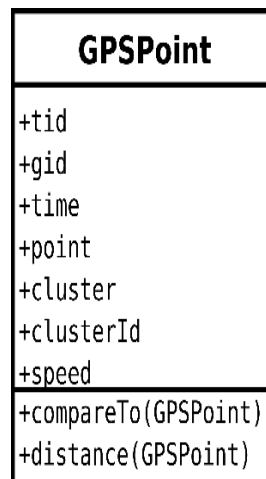 GPSPoint
+tid
+gid
+time
+point
+cluster
+clusterId
+speed
+compareTo(GPSPoint)
+distance(GPSPoint)